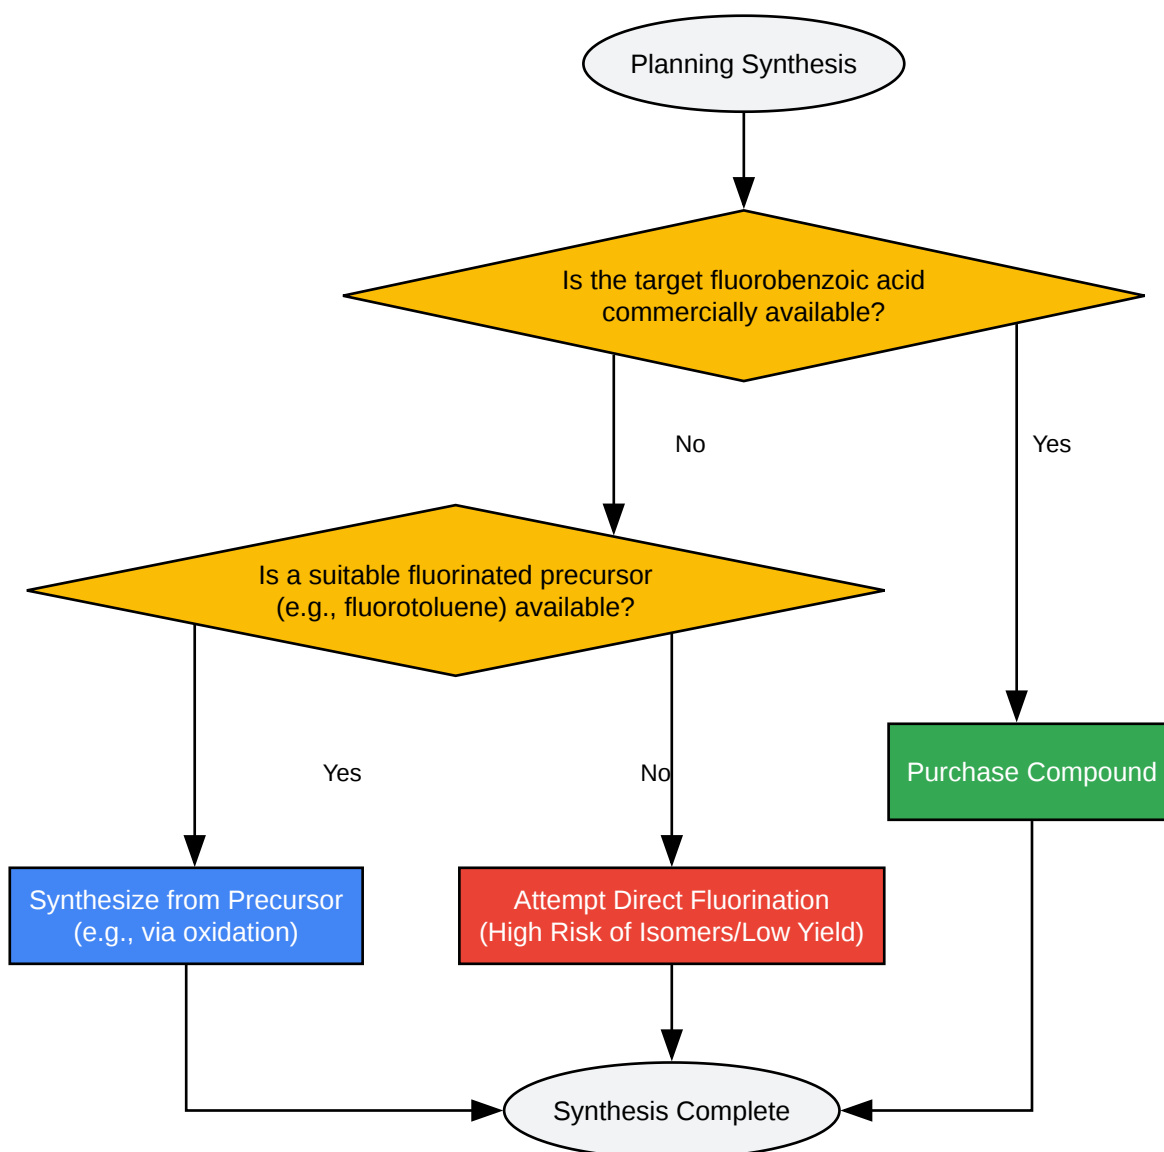 Planning Synthesis
Is the target fluorobenzoic acid
commercially available?
No
Yes
Is a suitable fluorinated precursor
(e.g., fluorotoluene) available?
Yes
No
Purchase Compound
Synthesize from Precursor
(e.g., via oxidation)
Attempt Direct Fluorination
(High Risk of Isomers/Low Yield)
Synthesis Complete